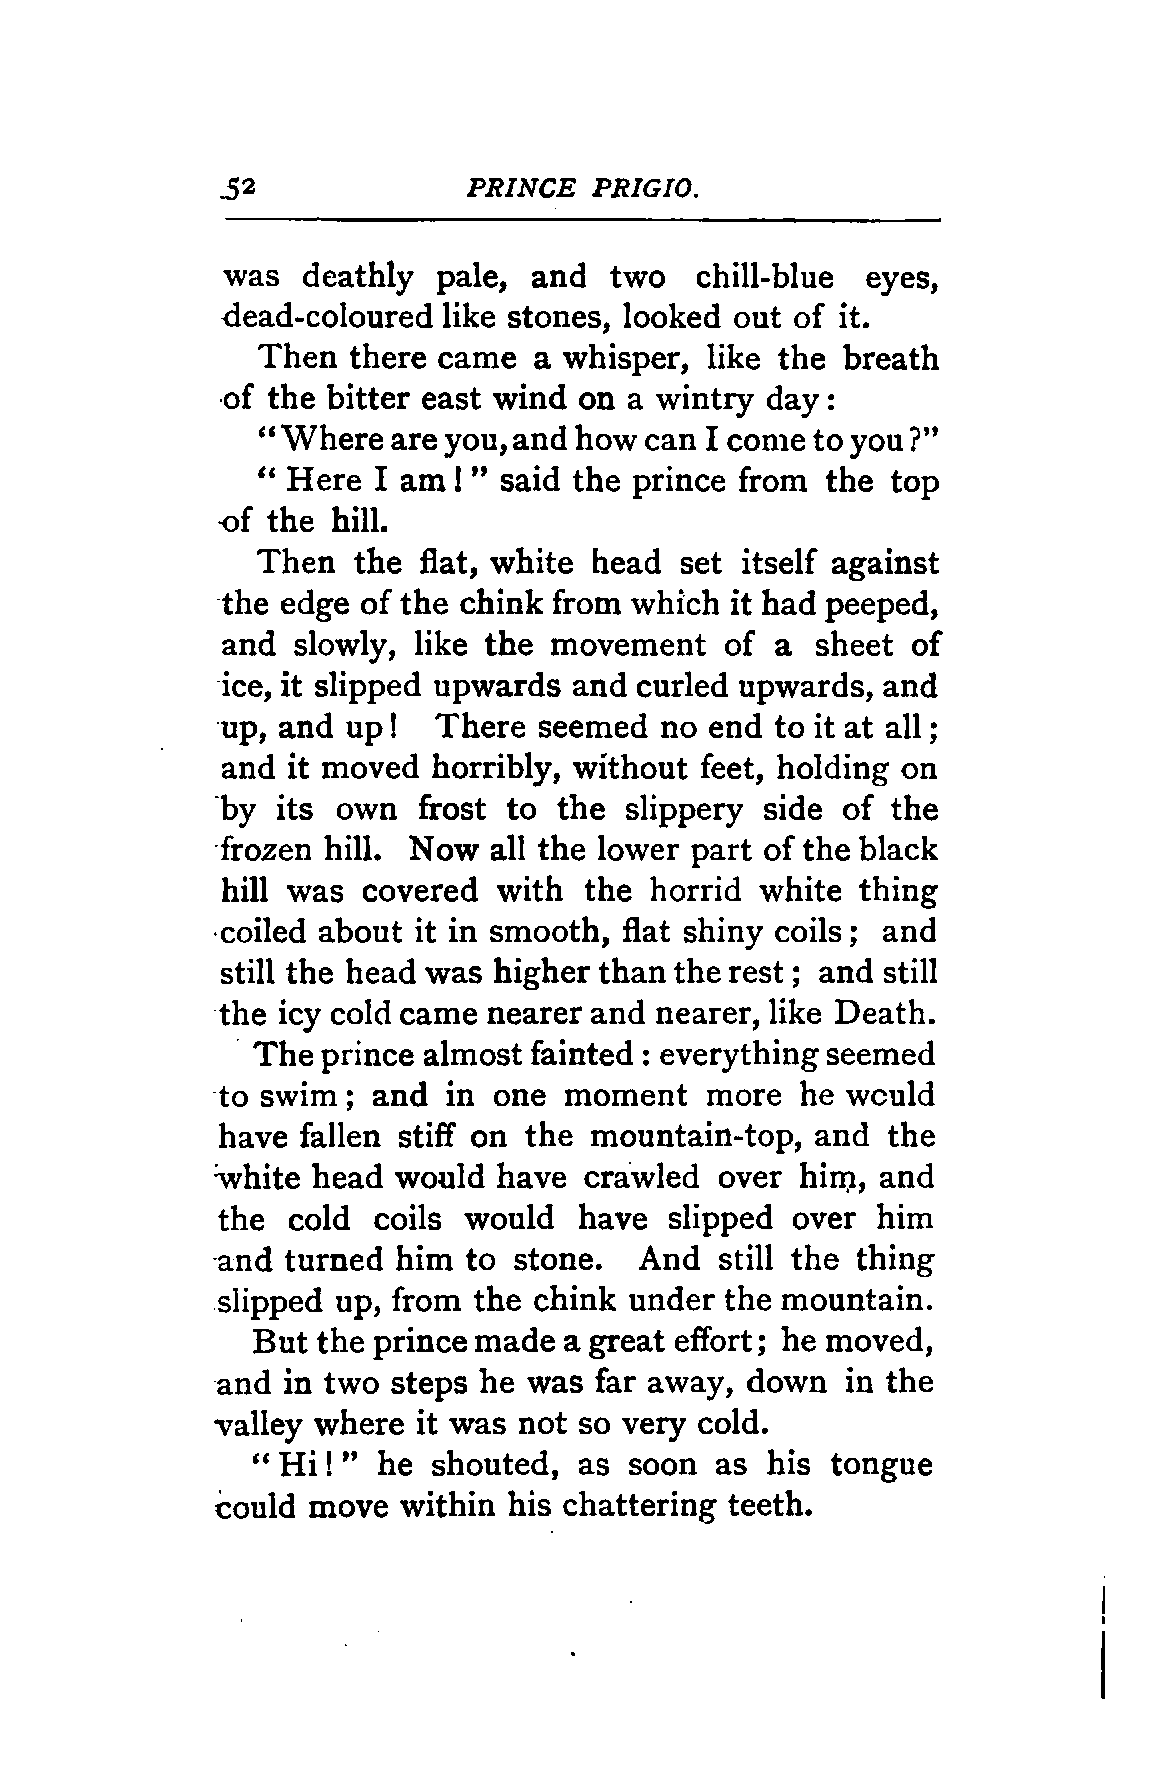 52 PRINCE PRIGIO.
was deathly pale, and two chill-blue eyes,
dead-coloured like stones, looked out of it.
Then there came a whisper, like the breath
of the bitter east wind on a wintry day:
"Where are you, and how can I come to you?"
"Here I am!" said the prince from the top
of the hill.
Then the flat, white head set itself against
the edge of the chink from which it had peeped,
and slowly, like the movement of a sheet of
ice, it slipped upwards and curled upwards, and
up, and up! There seemed no end to it at all;
and it moved horribly, without feet, holding on
by its own frost to the slippery side of the
frozen hill. Now all the lower part of the black
hill was covered with the horrid white thing
coiled about it in smooth, flat shiny coils; and
still the head was higher than the rest; and still
the icy cold came nearer and nearer, like Death.
The prince almost fainted: everything seemed
to swim; and in one moment more he would
have fallen stiff on the mountain-top, and the
white head would have crawled over him, and
the cold coils would have slipped over him
and turned him to stone. And still the thing
slipped up, from the chink under the mountain.
But the prince made a great effort; he moved,
and in two steps he was far away, down in the
valley where it was not so very cold.
"Hi!" he shouted, as soon as his tongue
could move within his chattering teeth.